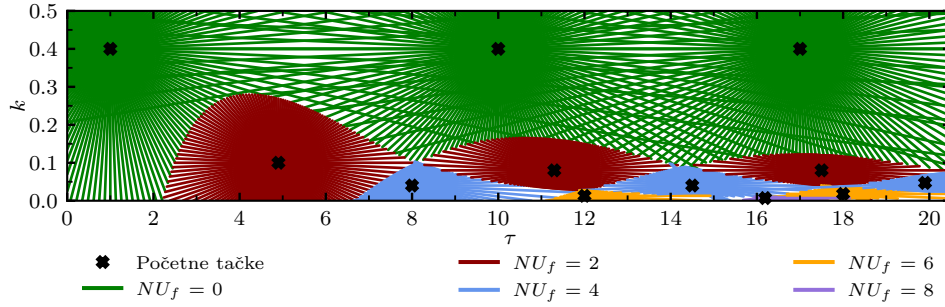 0.5
0.4
0.3
0.2
0.1
0.0
k
0 2 4 6 8 10 12 14 16 18 20
τ
Početne tačke
NU_f = 0
NU_f = 2
NU_f = 4
NU_f = 6
NU_f = 8